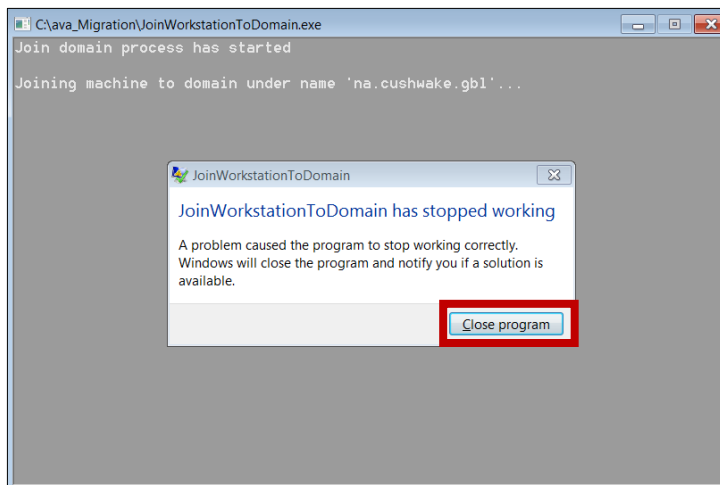 C:\ava_Migration\JoinWorkstationToDomain.exe
Join domain process has started
Joining machine to domain under name 'na.cushwake.gbl'...
JoinWorkstationToDomain
JoinWorkstationToDomain has stopped working
A problem caused the program to stop working correctly.
Windows will close the program and notify you if a solution is
available.
Close program